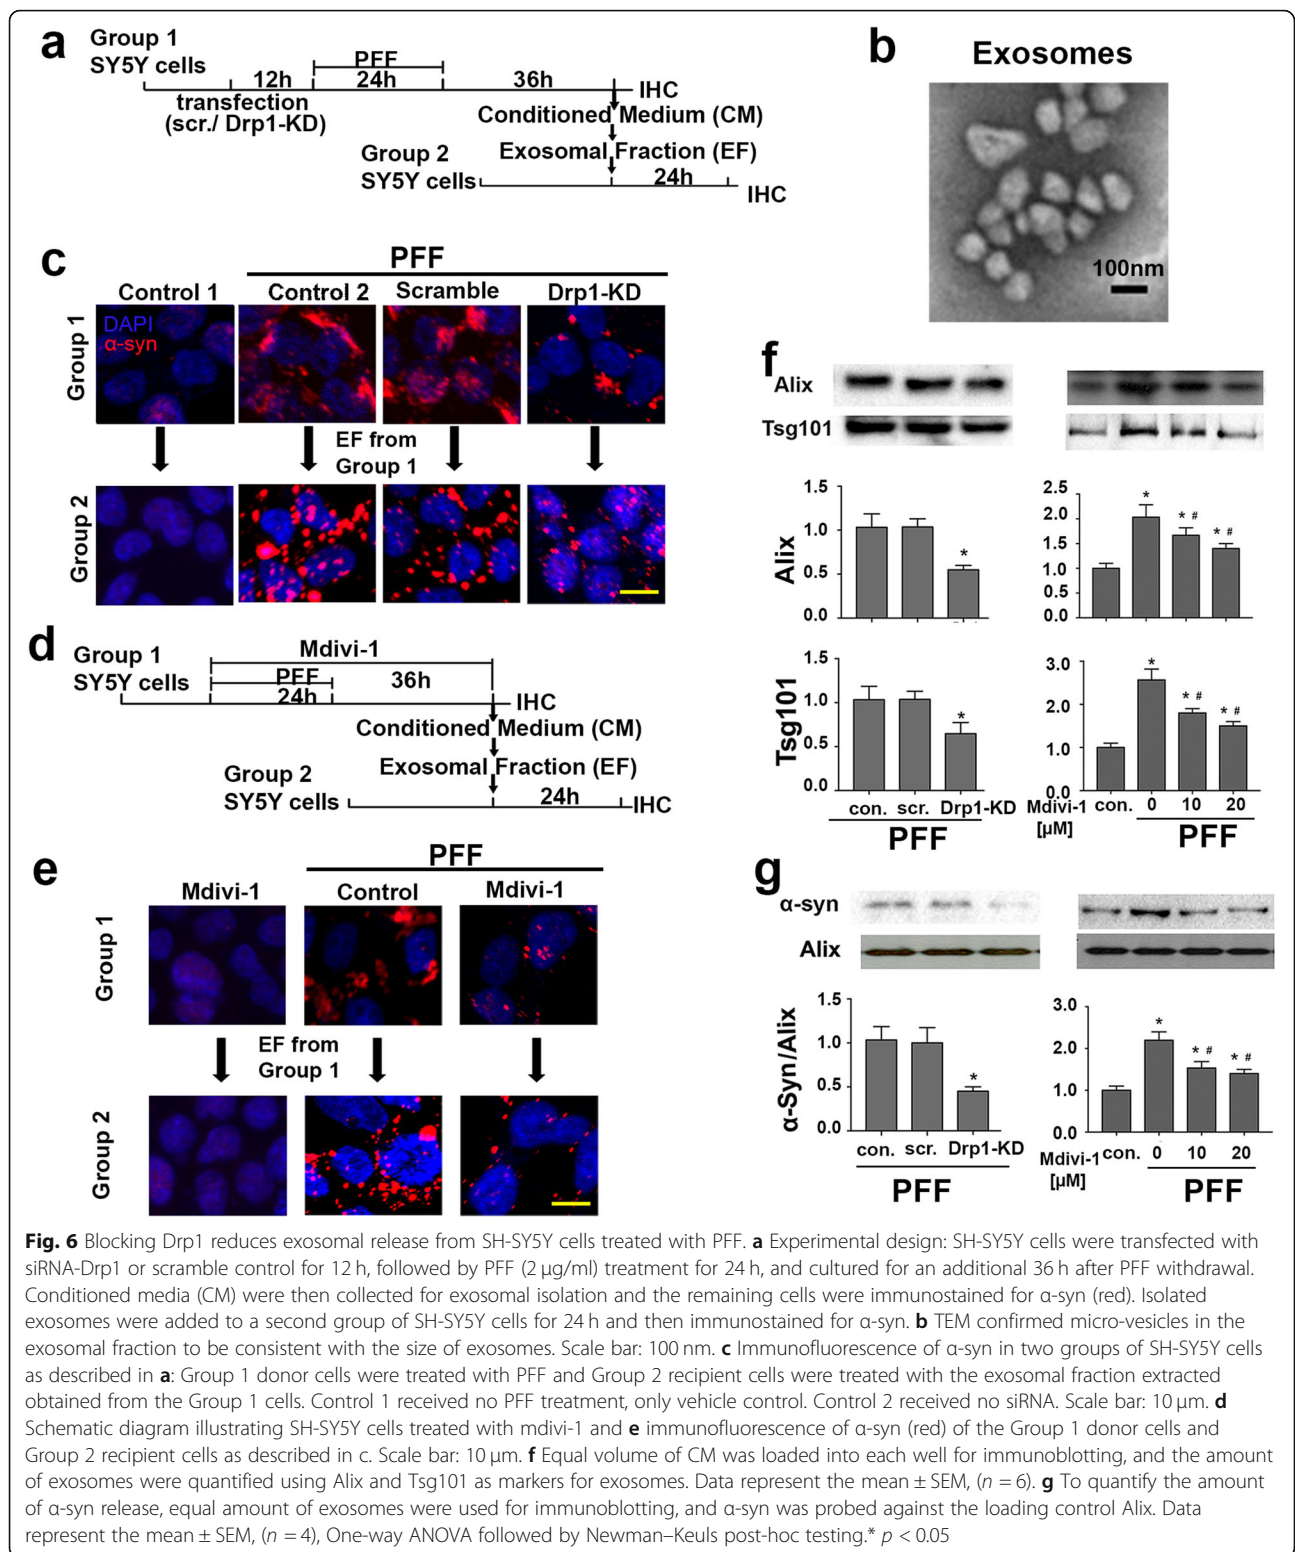 a
Group 1
SY5Y cells
PFF
12h
24h
36h
IHC
transfection
(scr./ Drp1-KD)
Conditioned Medium (CM)
Exosomal Fraction (EF)
Group 2
SY5Y cells
24h
IHC
b
Exosomes
100nm
c
PFF
Control 1
Control 2
Scramble
Drp1-KD
Group 1
DAPI
α-syn
EF from
Group 1
Group 2
d
Group 1
SY5Y cells
Mdivi-1
PFF
24h
36h
IHC
Conditioned Medium (CM)
Exosomal Fraction (EF)
Group 2
SY5Y cells
24h
IHC
e
PFF
Mdivi-1
Control
Mdivi-1
Group 1
EF from
Group 1
Group 2
f
Alix
Tsg101
Alix
1.5
1.0
0.5
0.0
*
2.5
2.0
1.5
1.0
0.5
0.0
*
* #
* #
Tsg101
1.5
1.0
0.5
0.0
*
con. scr. Drp1-KD
PFF
3.0
2.0
1.0
0.0
*
* #
* #
Mdivi-1
[µM]
con. 0 10 20
PFF
g
α-syn
Alix
α-Syn/Alix
1.5
1.0
0.5
0.0
*
con. scr. Drp1-KD
PFF
3.0
2.0
1.0
0.0
*
* #
* #
Mdivi-1
[µM]
con. 0 10 20
PFF
Fig. 6 Blocking Drp1 reduces exosomal release from SH-SY5Y cells treated with PFF. a Experimental design: SH-SY5Y cells were transfected with
siRNA-Drp1 or scramble control for 12 h, followed by PFF (2 µg/ml) treatment for 24 h, and cultured for an additional 36 h after PFF withdrawal.
Conditioned media (CM) were then collected for exosomal isolation and the remaining cells were immunostained for α-syn (red). Isolated
exosomes were added to a second group of SH-SY5Y cells for 24 h and then immunostained for α-syn. b TEM confirmed micro-vesicles in the
exosomal fraction to be consistent with the size of exosomes. Scale bar: 100 nm. c Immunofluorescence of α-syn in two groups of SH-SY5Y cells
as described in a: Group 1 donor cells were treated with PFF and Group 2 recipient cells were treated with the exosomal fraction extracted
obtained from the Group 1 cells. Control 1 received no PFF treatment, only vehicle control. Control 2 received no siRNA. Scale bar: 10 µm. d
Schematic diagram illustrating SH-SY5Y cells treated with mdivi-1 and e immunofluorescence of α-syn (red) of the Group 1 donor cells and
Group 2 recipient cells as described in c. Scale bar: 10 µm. f Equal volume of CM was loaded into each well for immunoblotting, and the amount
of exosomes were quantified using Alix and Tsg101 as markers for exosomes. Data represent the mean ± SEM, (n = 6). g To quantify the amount
of α-syn release, equal amount of exosomes were used for immunoblotting, and α-syn was probed against the loading control Alix. Data
represent the mean ± SEM, (n = 4), One-way ANOVA followed by Newman–Keuls post-hoc testing.* p < 0.05